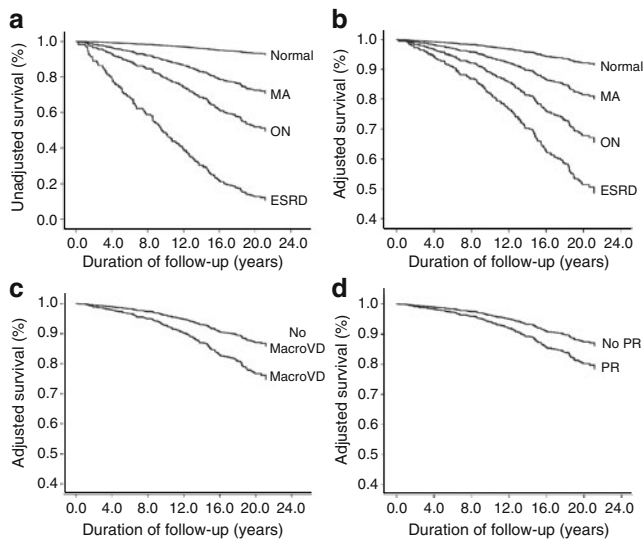 a
Unadjusted survival (%)
1.0
0.8
0.6
0.4
0.2
0.0
Normal
MA
ON
ESRD
0.0 4.0 8.0 12.0 16.0 20.0 24.0
Duration of follow-up (years)
b
Adjusted survival (%)
1.0
0.9
0.8
0.7
0.6
0.5
0.4
Normal
MA
ON
ESRD
0.0 4.0 8.0 12.0 16.0 20.0 24.0
Duration of follow-up (years)
c
Adjusted survival (%)
1.0
0.9
0.8
0.7
0.6
0.5
0.4
No
MacroVD
MacroVD
0.0 4.0 8.0 12.0 16.0 20.0 24.0
Duration of follow-up (years)
d
Adjusted survival (%)
1.0
0.9
0.8
0.7
0.6
0.5
0.4
No PR
PR
0.0 4.0 8.0 12.0 16.0 20.0 24.0
Duration of follow-up (years)